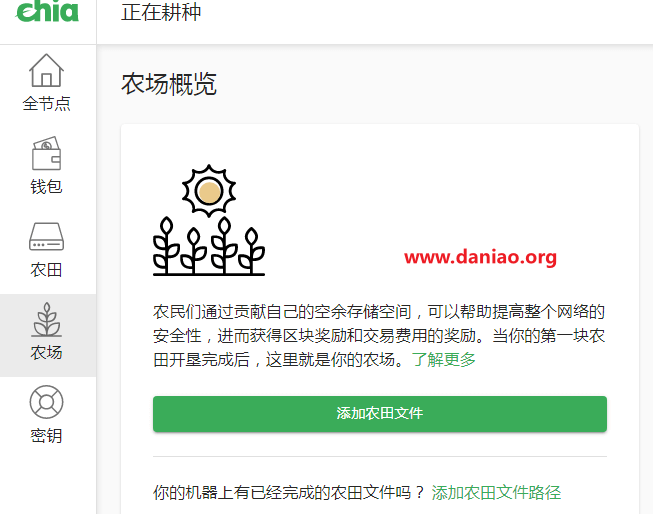 chia
正在耕种
全节点
钱包
农田
农场
密钥
农场概览
www.daniao.org
农民们通过贡献自己的空余存储空间，可以帮助提高整个网络的
安全性，进而获得区块奖励和交易费用的奖励。当你的第一块农
田开垦完成后，这里就是你的农场。了解更多
添加农田文件
你的机器上有已经完成的农田文件吗？ 添加农田文件路径